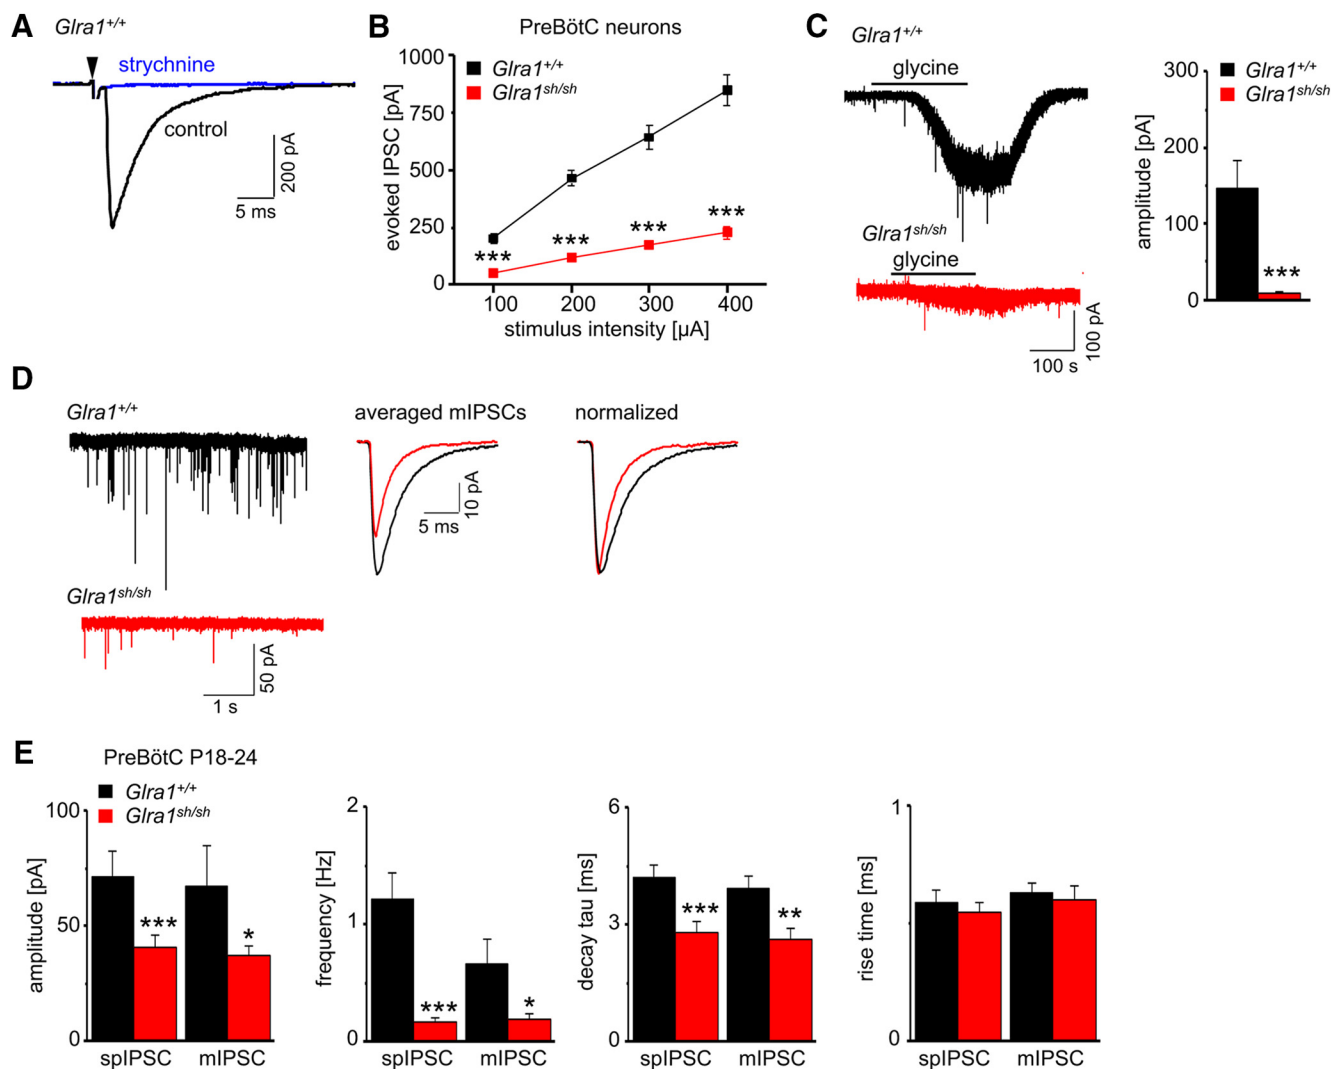 A
Glra1+/+
strychnine
control
200 pA
5 ms
B
PreBötC neurons
Glra1+/+
Glra1sh/sh
evoked IPSC [pA]
1000
750
500
250
0
***
***
***
***
100
200
300
400
stimulus intensity [µA]
C
Glra1+/+
glycine
Glra1sh/sh
glycine
100 pA
100 s
Glra1+/+
Glra1sh/sh
amplitude [pA]
300
200
100
0
***
D
Glra1+/+
Glra1sh/sh
50 pA
1 s
averaged mIPSCs
10 pA
5 ms
normalized
E
PreBötC P18-24
Glra1+/+
Glra1sh/sh
amplitude [pA]
100
50
0
***
*
spIPSC
mIPSC
frequency [Hz]
2
1
0
***
*
spIPSC
mIPSC
decay tau [ms]
6
3
0
***
**
spIPSC
mIPSC
rise time [ms]
1
0
spIPSC
mIPSC